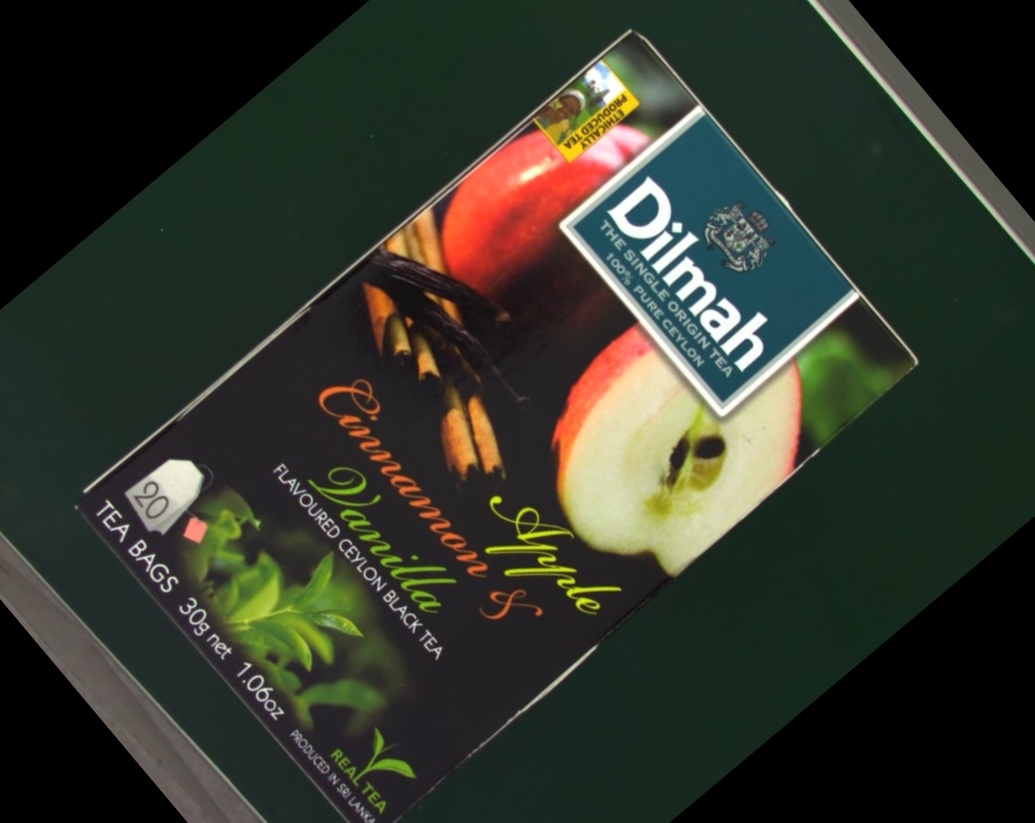 ETHICALLY
PRODUCED TEA
Dilmah
THE SINGLE ORIGIN TEA
100% PURE CEYLON
Apple
Cinnamon &
Vanilla
FLAVOURED CEYLON BLACK TEA
20
TEA BAGS 30g net 1.06oz
REAL TEA
PRODUCED IN SRI LANKA